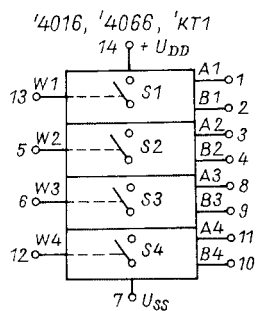 '4016, '4066, 'КТ1
14 + UDD
W1 A1 1
13 S1 B1 2
W2 A2 3
5 S2 B2 4
W3 A3 8
6 S3 B3 9
W4 A4 11
12 S4 B4 10
7 USS